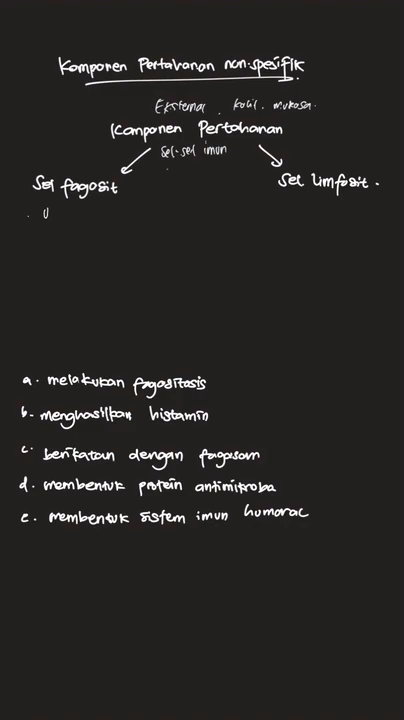 Komponen Pertahanan non-spesifik
Eksternal . kulit . mukosa.
Komponen Pertahanan
sel-sel imun
Sel fagosit
Sel limfosit.
a. melakukan fagositasis
b. menghasilkan histamin
c. berikatan dengan fagosom
d. membentuk protein antimikroba
e. membentuk sistem imun humoral